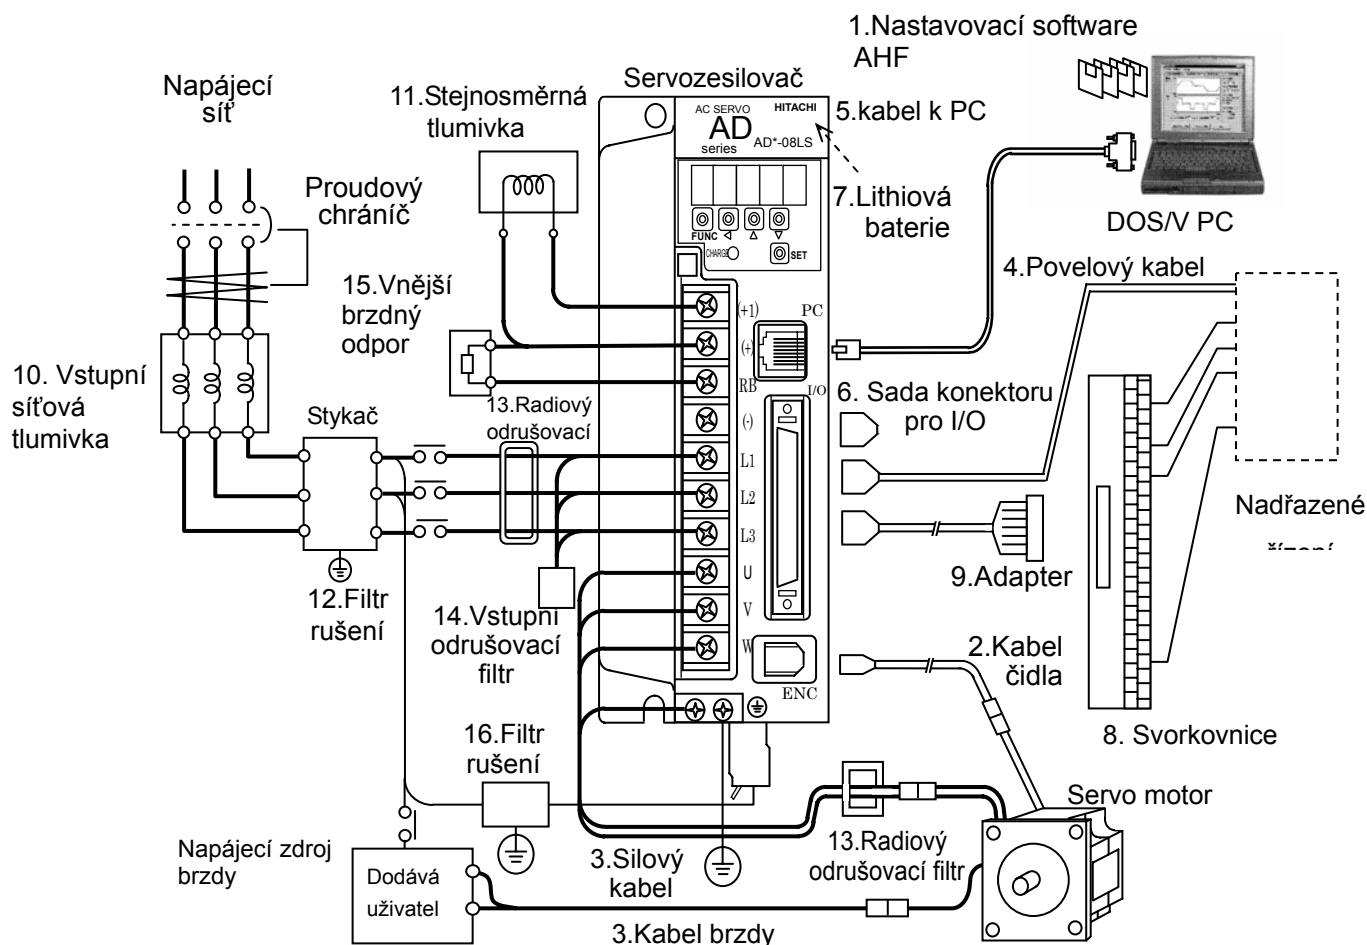 1.Nastavovací software
AHF
Napájecí
síť
11.Stejnosměrná
tlumivka
Servozesilovač
AC SERVO
HITACHI
AD
series
AD*-08LS
5.kabel k PC
Proudový
chránič
7.Lithiová
baterie
DOS/V PC
FUNC
CHARGE
SET
4.Povelový kabel
15.Vnější
brzdný
odpor
(+1)
PC
(+)
RB
I/O
(-)
L1
L2
L3
U
V
W
ENC
10. Vstupní
síťová
tlumivka
Stykač
13.Radiový
odrušovací
6. Sada konektoru
pro I/O
Nadřazené
řízení
9.Adapter
12.Filtr
rušení
14.Vstupní
odrušovací
filtr
2.Kabel
čidla
8. Svorkovnice
16.Filtr
rušení
Servo motor
Napájecí zdroj
brzdy
Dodává
uživatel
3.Silový
kabel
13.Radiový
odrušovací filtr
3.Kabel brzdy